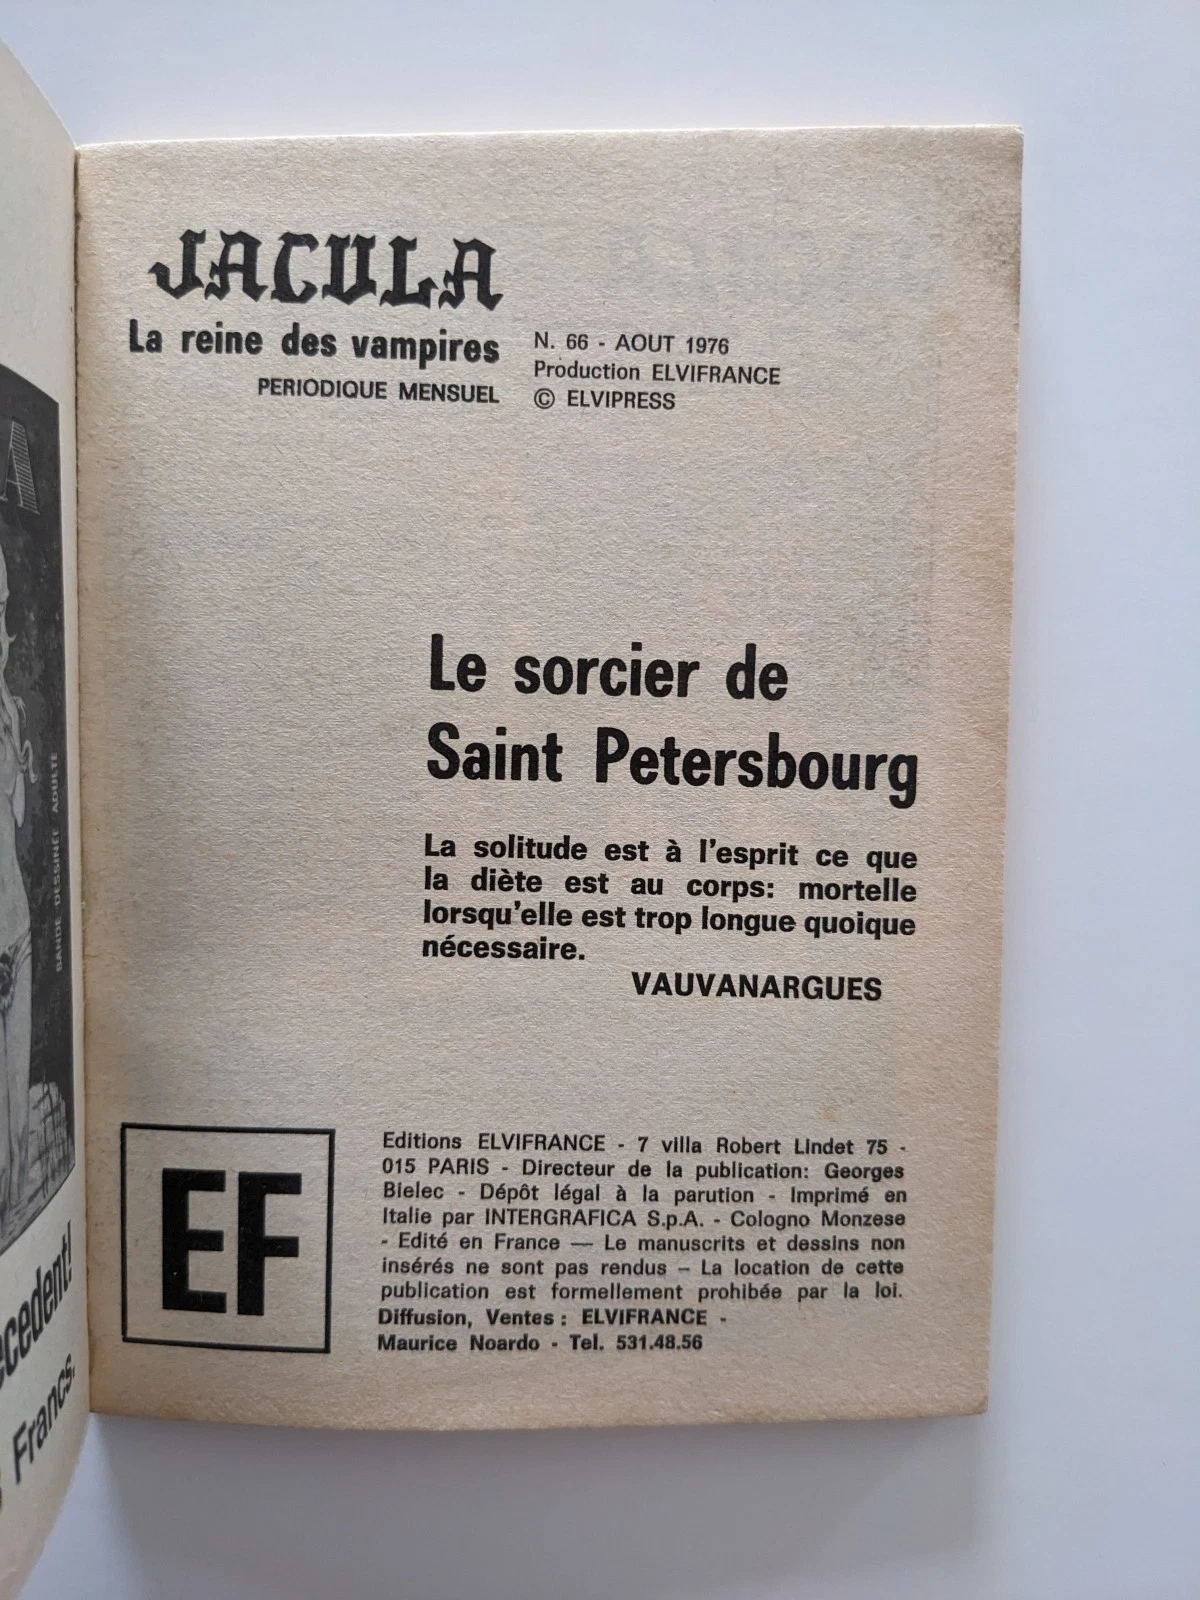 JACULA
La reine des vampires
PERIODIQUE MENSUEL
N. 66 - AOUT 1976
Production ELVIFRANCE
© ELVIPRESS
Le sorcier de
Saint Petersbourg
La solitude est à l'esprit ce que
la diète est au corps: mortelle
lorsqu'elle est trop longue quoique
nécessaire.
VAUVANARGUES
EF
Editions ELVIFRANCE - 7 villa Robert Lindet 75 -
015 PARIS - Directeur de la publication: Georges
Bielec - Dépôt légal à la parution - Imprimé en
Italie par INTERGRAFICA S.p.A. - Cologno Monzese
- Edité en France — Le manuscrits et dessins non
insérés ne sont pas rendus – La location de cette
publication est formellement prohibée par la loi.
Diffusion, Ventes : ELVIFRANCE -
Maurice Noardo - Tel. 531.48.56
A
BANDE DESSINÉE ADULTE
Francs.